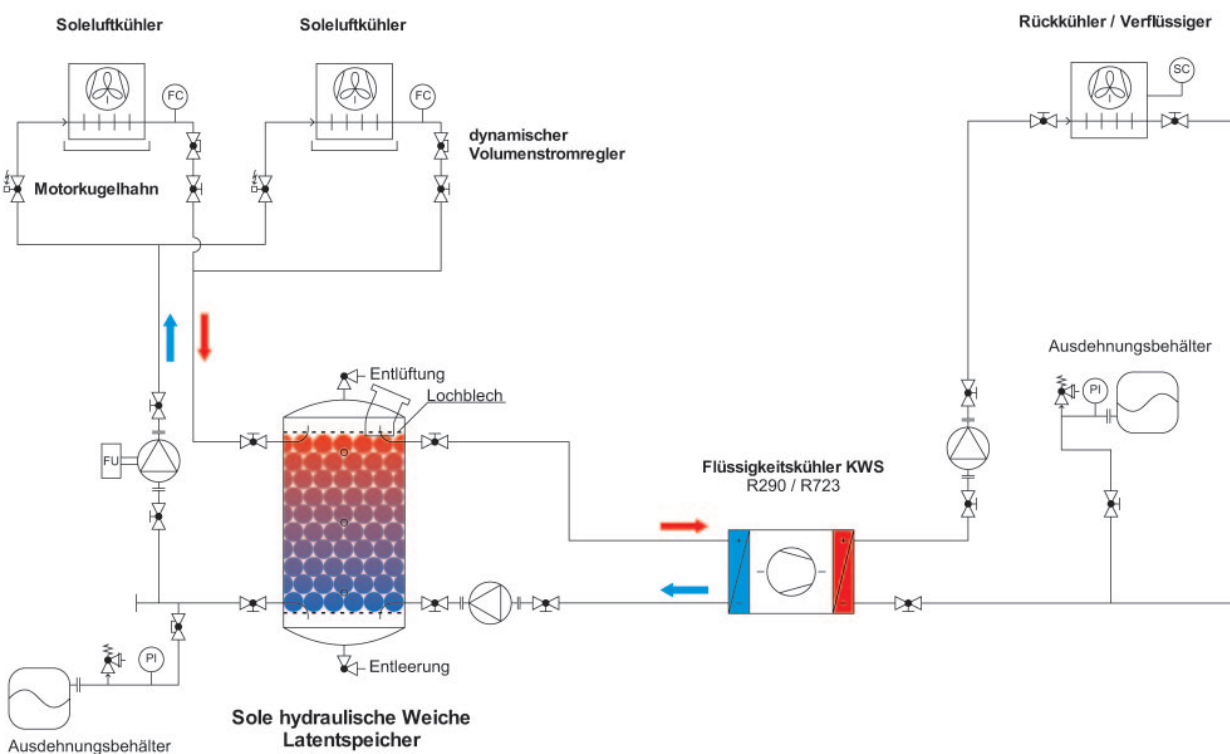 Soleluftkühler
Soleluftkühler
Rückkühler / Verflüssiger
FC
FC
SC
dynamischer
Volumenstromregler
Motorkugelhahn
Ausdehnungsbehälter
PI
Entlüftung
Lochblech
FU
Flüssigkeitskühler KWS
R290 / R723
PI
Entleerung
Sole hydraulische Weiche
Latentspeicher
Ausdehnungsbehälter